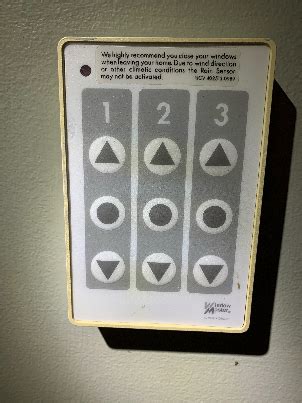 We highly recommend you close your windows
when leaving your home. Due to wind direction
or other climatic conditions the Rain Sensor
may not be activated.
1 2 3
Window